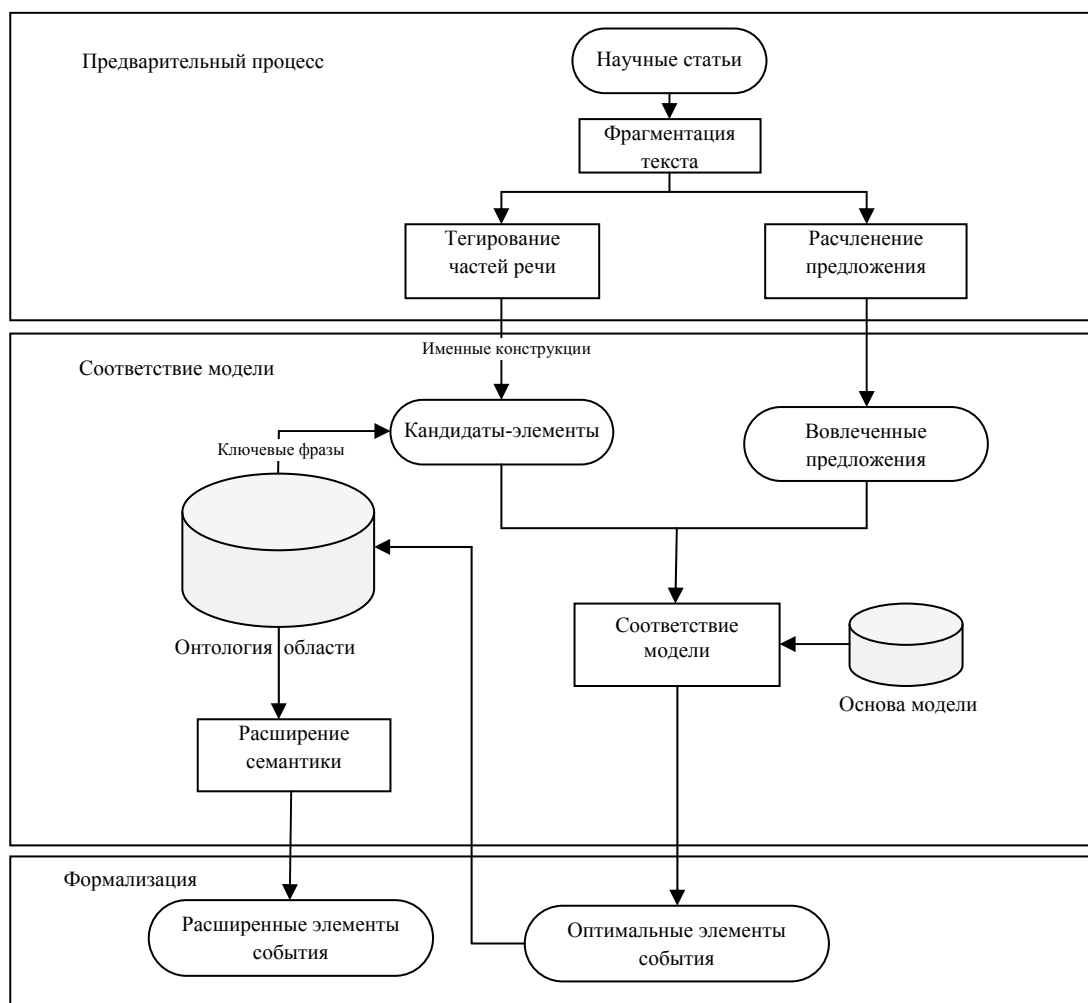 Предварительный процесс
Научные статьи
Фрагментация
текста
Тегирование
частей речи
Расчленение
предложения
Именные конструкции
Соответствие модели
Кандидаты-элементы
Вовлеченные
предложения
Ключевые фразы
Онтология области
Соответствие
модели
Основа модели
Расширение
семантики
Формализация
Расширенные элементы
события
Оптимальные элементы
события